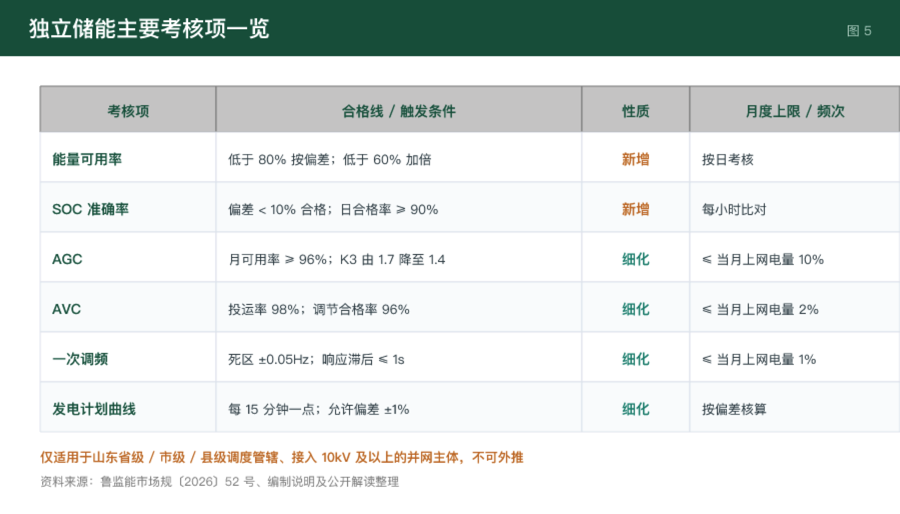 独立储能主要考核项一览
图 5
考核项 合格线 / 触发条件 性质 月度上限 / 频次
能量可用率 低于 80% 按偏差；低于 60% 加倍 新增 按日考核
SOC 准确率 偏差 < 10% 合格；日合格率 ≥ 90% 新增 每小时比对
AGC 月可用率 ≥ 96%；K3 由 1.7 降至 1.4 细化 ≤ 当月上网电量 10%
AVC 投运率 98%；调节合格率 96% 细化 ≤ 当月上网电量 2%
一次调频 死区 ±0.05Hz；响应滞后 ≤ 1s 细化 ≤ 当月上网电量 1%
发电计划曲线 每 15 分钟一点；允许偏差 ±1% 细化 按偏差核算
仅适用于山东省级 / 市级 / 县级调度管辖、接入 10kV 及以上的并网主体，不可外推
资料来源：鲁监能市场规〔2026〕52 号、编制说明及公开解读整理